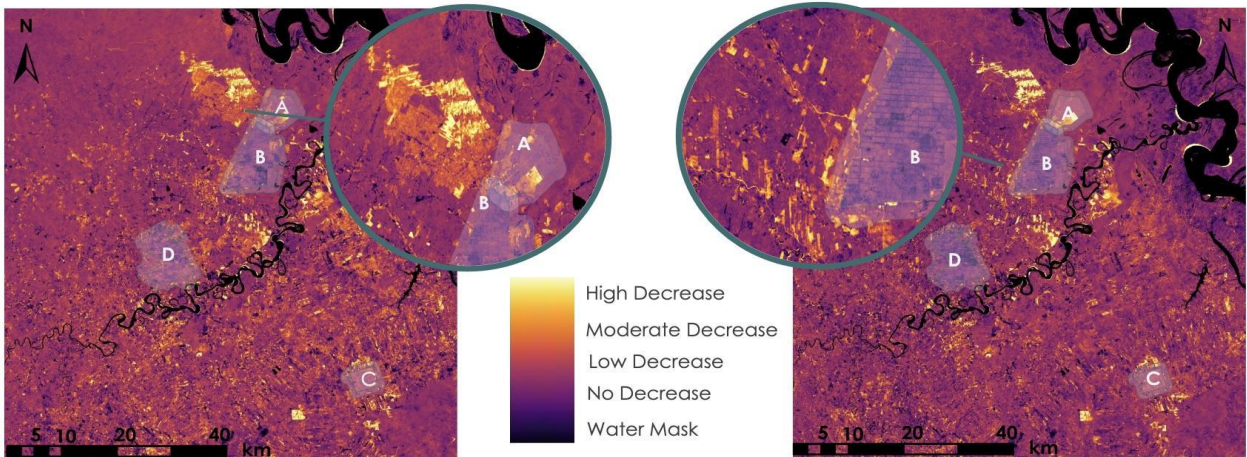 N
A
B
D
C
5 10 20 40
km
A
B
High Decrease
Moderate Decrease
Low Decrease
No Decrease
Water Mask
B
N
A
B
D
C
5 10 20 40
km